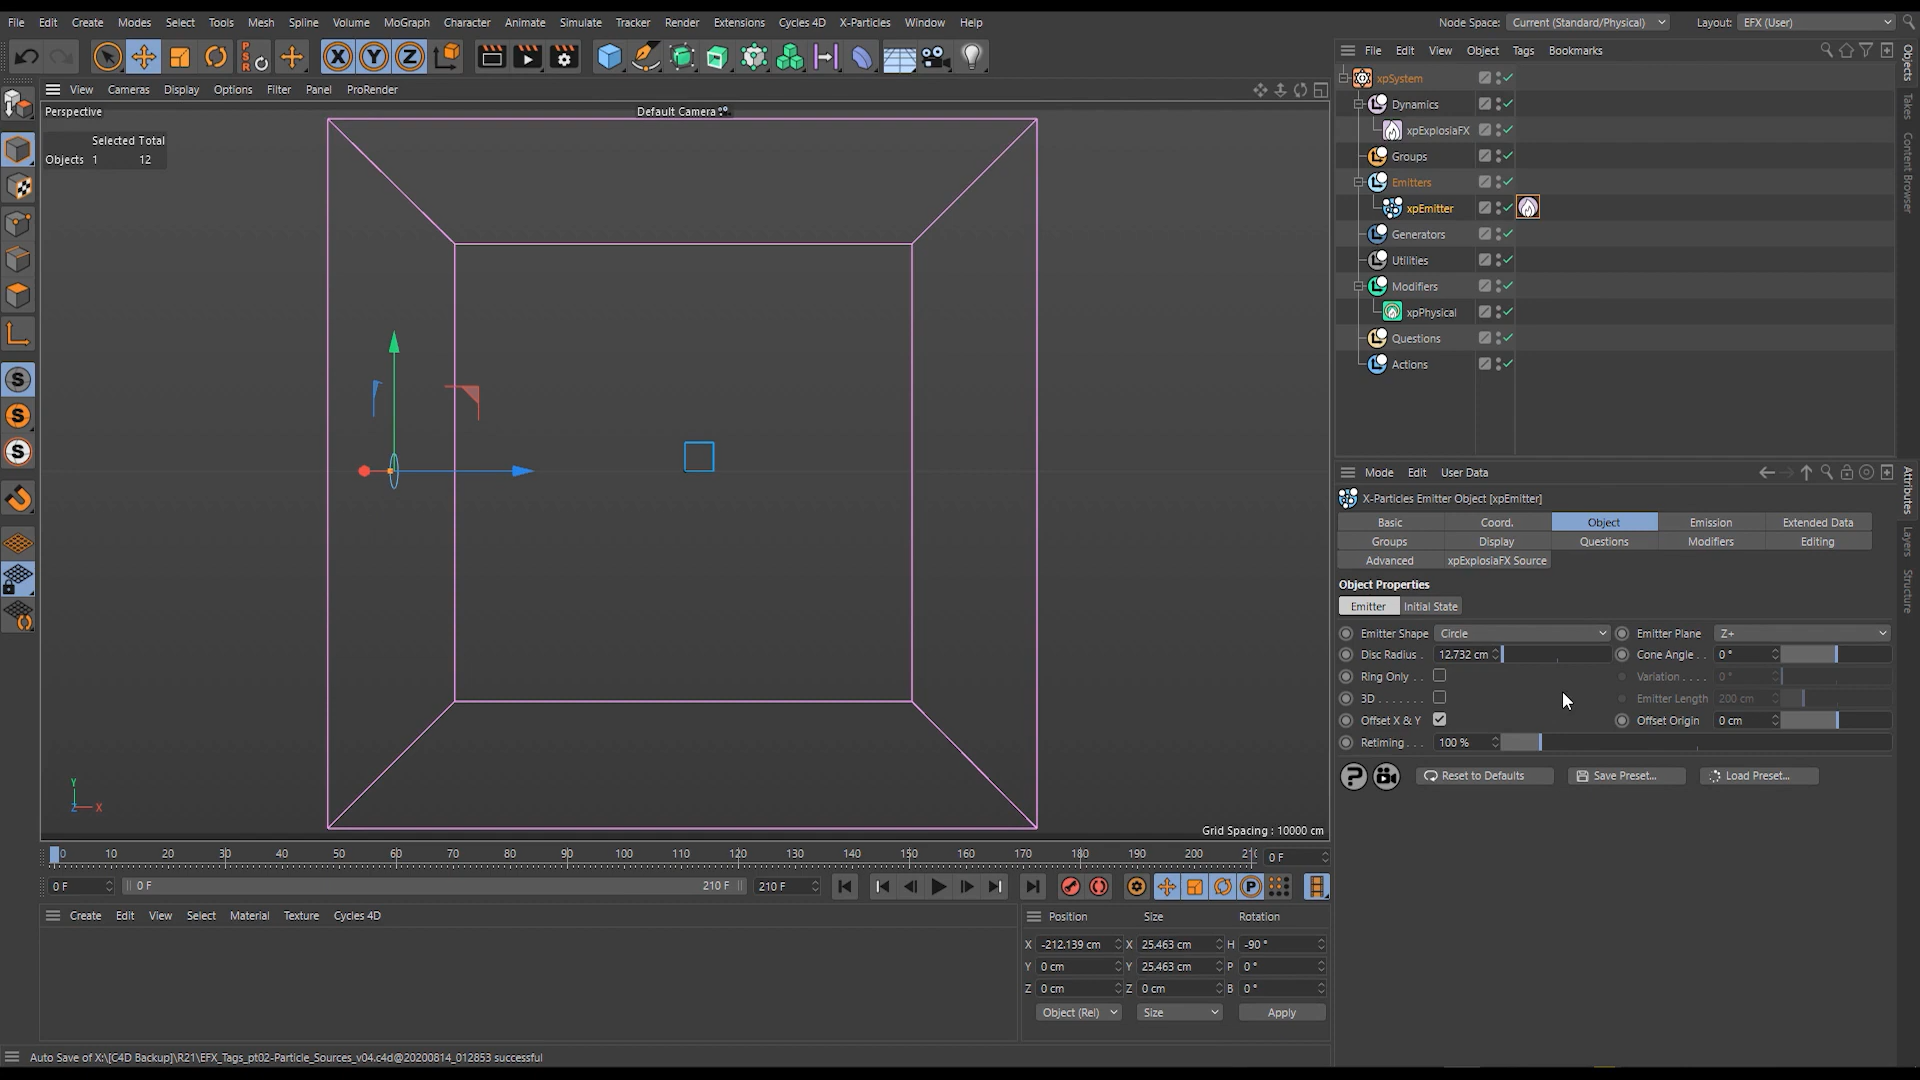 File Edit Create Modes Select Tools Mesh Spline Volume MoGraph Character Animate Simulate Tracker Render Extensions Cycles 4D X-Particles Window Help
Node Space: Current (Standard/Physical) Layout: EFX (User)
File Edit View Object Tags Bookmarks
View Cameras Display Options Filter Panel ProRender
Perspective
Default Camera
Selected Total
Objects 1 12
xpSystem
Dynamics
xpExplosiaFX
Groups
Emitters
xpEmitter
Generators
Utilities
Modifiers
xpPhysical
Questions
Actions
Objects
Takes
Content Browser
Mode Edit User Data
X-Particles Emitter Object [xpEmitter]
Basic Coord. Object Emission Extended Data
Groups Display Questions Modifiers Editing
Advanced xpExplosiaFX Source
Object Properties
Emitter Initial State
Emitter Shape Circle Emitter Plane Z+
Disc Radius . 12.732 cm Cone Angle . . 0 °
Ring Only . . Variation . . . . 0 °
3D . . . . . . . Emitter Length 200 cm
Offset X & Y Offset Origin 0 cm
Retiming . . . 100 %
Reset to Defaults Save Preset... Load Preset...
Attributes
Layers
Structure
Y
Z X
Grid Spacing : 10000 cm
0 10 20 30 40 50 60 70 80 90 100 110 120 130 140 150 160 170 180 190 200 0 F
0 F 0 F 210 F 210 F
Create Edit View Select Material Texture Cycles 4D
Position Size Rotation
X -212.139 cm X 25.463 cm H -90 °
Y 0 cm Y 25.463 cm P 0 °
Z 0 cm Z 0 cm B 0 °
Object (Rel) Size Apply
Auto Save of X:\[C4D Backup]\R21\EFX_Tags_pt02-Particle_Sources_v04.c4d@20200814_012853 successful